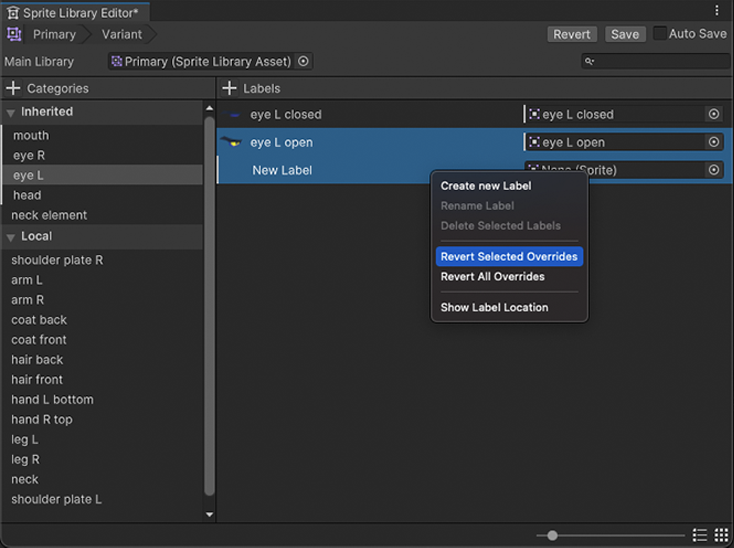 Sprite Library Editor*
Primary Variant Revert Save Auto Save
Main Library Primary (Sprite Library Asset)
+ Categories + Labels
Inherited
mouth
eye R
eye L
head
neck element
Local
shoulder plate R
arm L
arm R
coat back
coat front
hair back
hair front
hand L bottom
hand R top
leg L
leg R
neck
shoulder plate L
eye L closed eye L closed
eye L open eye L open
New Label None (Sprite)
Create new Label
Rename Label
Delete Selected Labels
Revert Selected Overrides
Revert All Overrides
Show Label Location